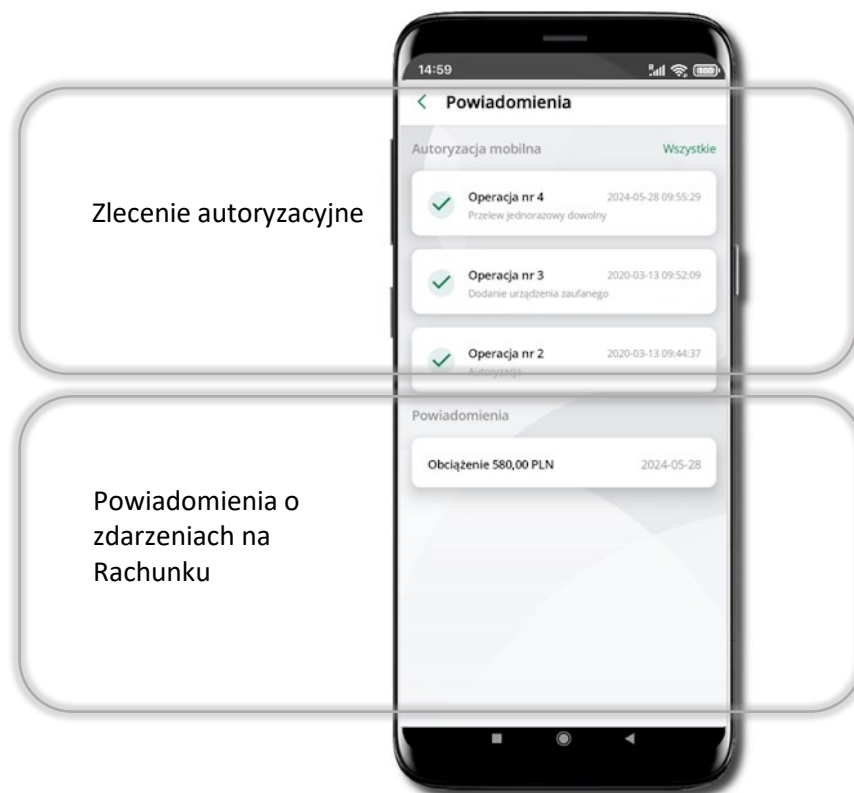 14:59
Powiadomienia
Autoryzacja mobilna Wszystkie
Operacja nr 4 2024-05-28 09:55:29
Przelew jednorazowy dowolny
Zlecenie autoryzacyjne
Operacja nr 3 2020-03-13 09:52:09
Dodanie urządzenia zaufanego
Operacja nr 2 2020-03-13 09:44:37
Autoryzacja
Powiadomienia
Obciążenie 580,00 PLN 2024-05-28
Powiadomienia o
zdarzeniach na
Rachunku